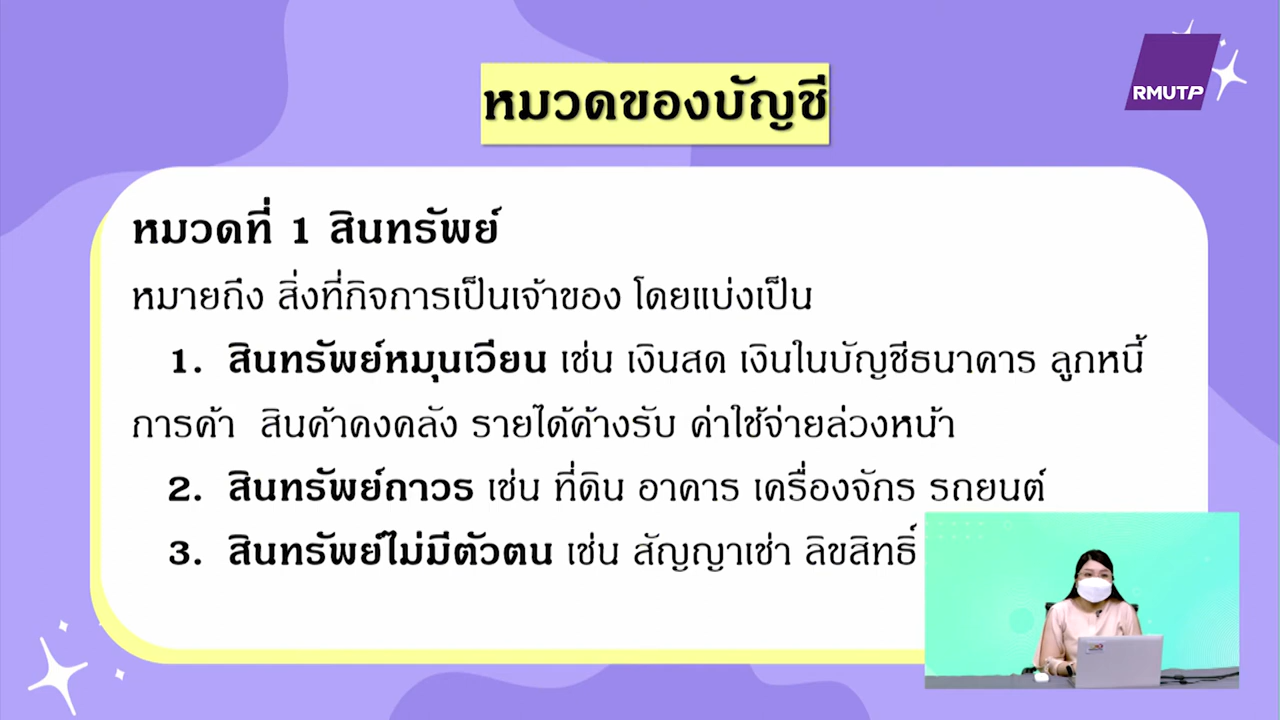 RMUTP
หมวดของบัญชี
หมวดที่ 1 สินทรัพย์
หมายถึง สิ่งที่กิจการเป็นเจ้าของ โดยแบ่งเป็น
1. สินทรัพย์หมุนเวียน เช่น เงินสด เงินในบัญชีธนาคาร ลูกหนี้
การค้า สินค้าคงคลัง รายได้ค้างรับ ค่าใช้จ่ายล่วงหน้า
2. สินทรัพย์ถาวร เช่น ที่ดิน อาคาร เครื่องจักร รถยนต์
3. สินทรัพย์ไม่มีตัวตน เช่น สัญญาเช่า ลิขสิทธิ์